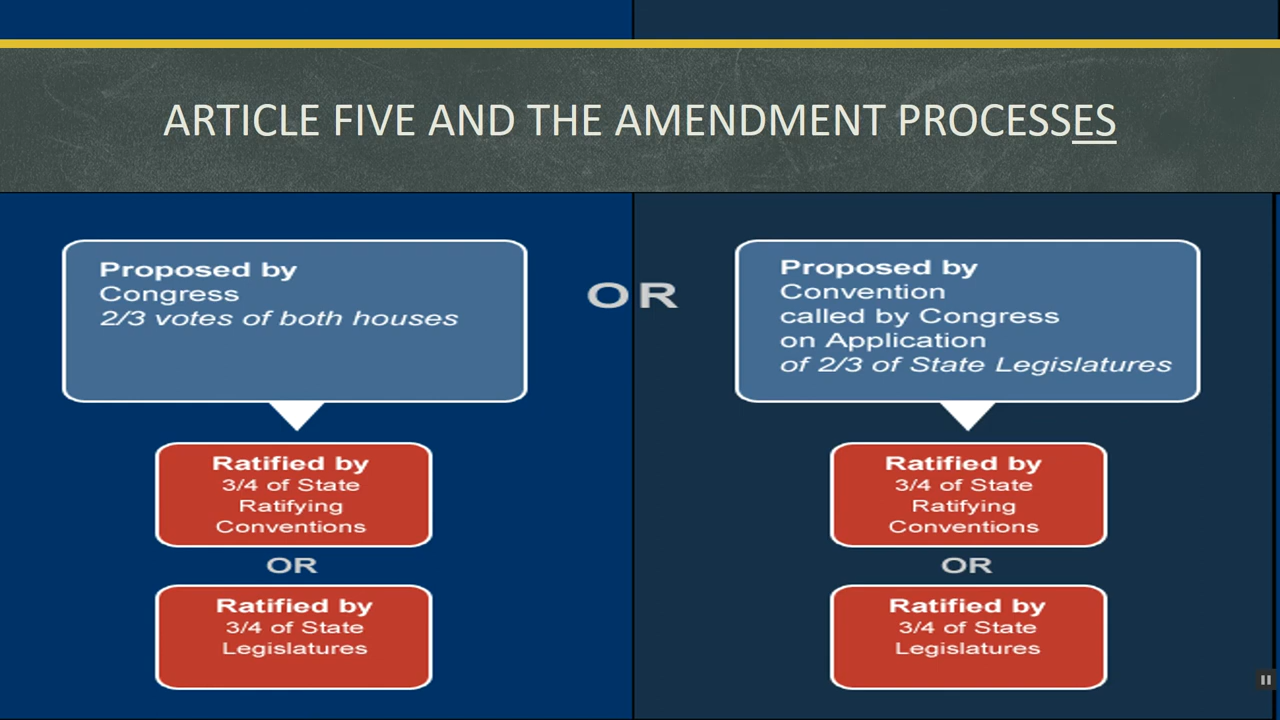 ARTICLE FIVE AND THE AMENDMENT PROCESSES
Proposed by
Congress
2/3 votes of both houses
OR
Proposed by
Convention
called by Congress
on Application
of 2/3 of State Legislatures
Ratified by
3/4 of State
Ratifying
Conventions
OR
Ratified by
3/4 of State
Legislatures
Ratified by
3/4 of State
Ratifying
Conventions
OR
Ratified by
3/4 of State
Legislatures